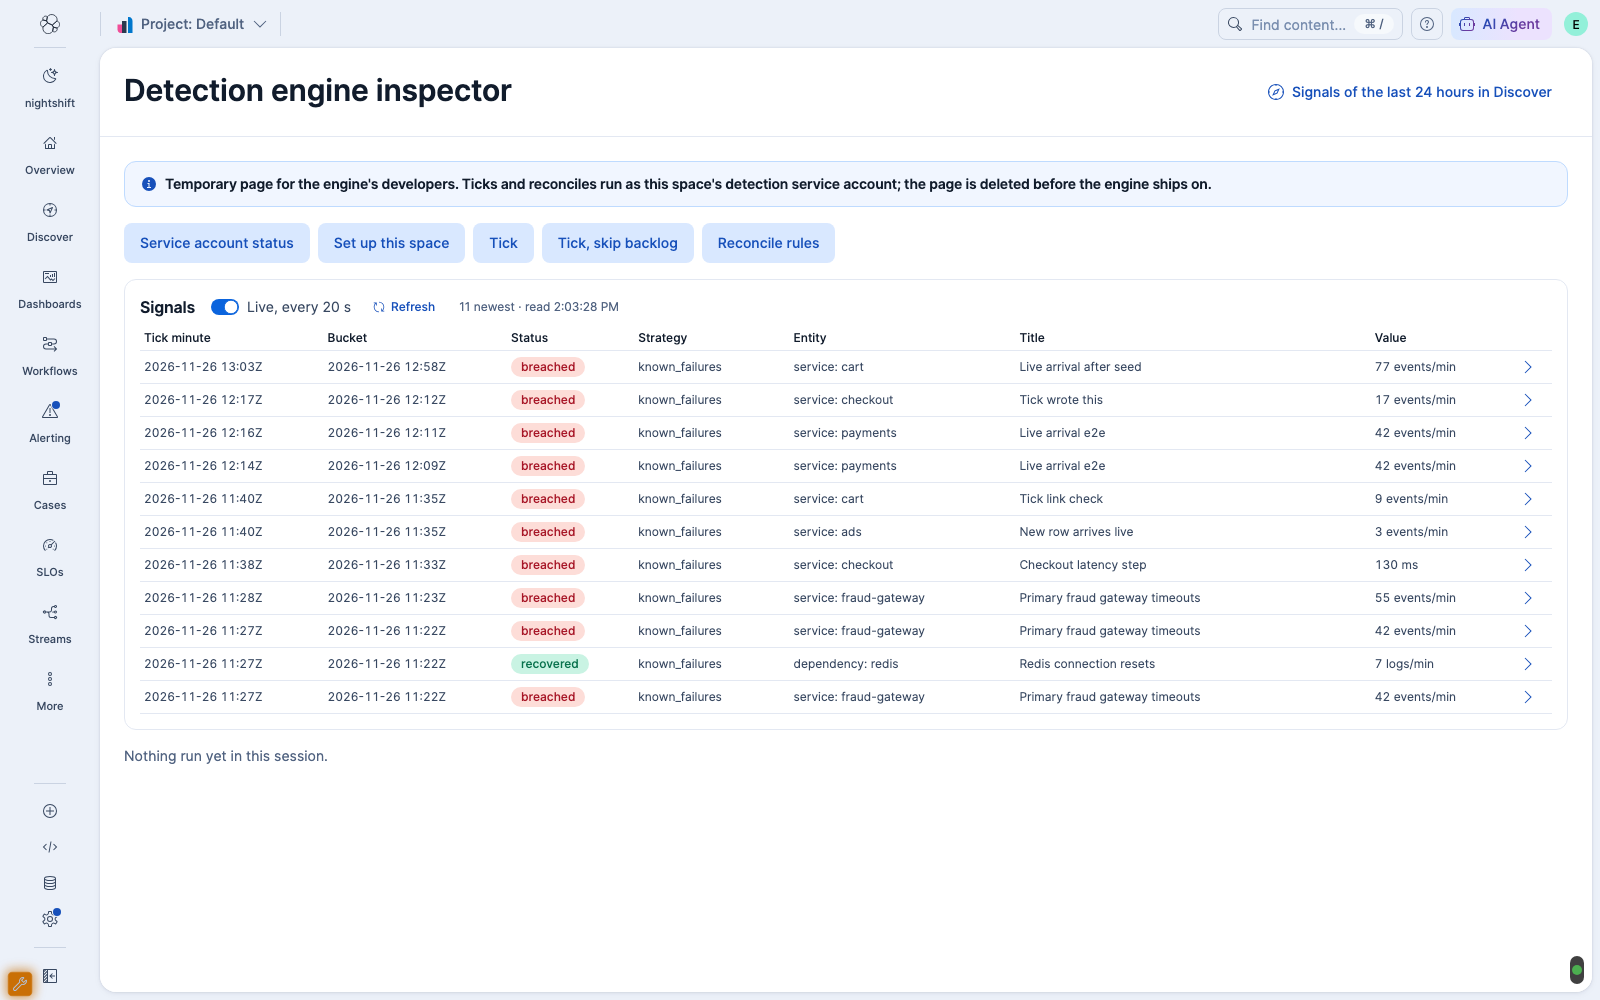 Project: Default
Find content...
⌘ /
AI Agent
E
nightshift
Overview
Discover
Dashboards
Workflows
Alerting
Cases
SLOs
Streams
More
Detection engine inspector
Signals of the last 24 hours in Discover
Temporary page for the engine's developers. Ticks and reconciles run as this space's detection service account; the page is deleted before the engine ships on.
Service account status
Set up this space
Tick
Tick, skip backlog
Reconcile rules
Signals
Live, every 20 s
Refresh
11 newest · read 2:03:28 PM
Tick minute Bucket Status Strategy Entity Title Value
2026-11-26 13:03Z 2026-11-26 12:58Z breached known_failures service: cart Live arrival after seed 77 events/min
2026-11-26 12:17Z 2026-11-26 12:12Z breached known_failures service: checkout Tick wrote this 17 events/min
2026-11-26 12:16Z 2026-11-26 12:11Z breached known_failures service: payments Live arrival e2e 42 events/min
2026-11-26 12:14Z 2026-11-26 12:09Z breached known_failures service: payments Live arrival e2e 42 events/min
2026-11-26 11:40Z 2026-11-26 11:35Z breached known_failures service: cart Tick link check 9 events/min
2026-11-26 11:40Z 2026-11-26 11:35Z breached known_failures service: ads New row arrives live 3 events/min
2026-11-26 11:38Z 2026-11-26 11:33Z breached known_failures service: checkout Checkout latency step 130 ms
2026-11-26 11:28Z 2026-11-26 11:23Z breached known_failures service: fraud-gateway Primary fraud gateway timeouts 55 events/min
2026-11-26 11:27Z 2026-11-26 11:22Z breached known_failures service: fraud-gateway Primary fraud gateway timeouts 42 events/min
2026-11-26 11:27Z 2026-11-26 11:22Z recovered known_failures dependency: redis Redis connection resets 7 logs/min
2026-11-26 11:27Z 2026-11-26 11:22Z breached known_failures service: fraud-gateway Primary fraud gateway timeouts 42 events/min
Nothing run yet in this session.